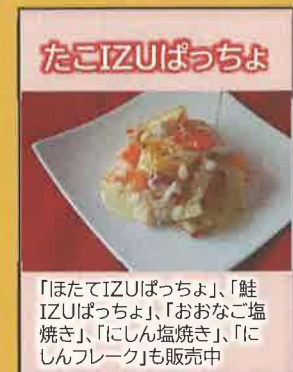 たこIZUぱっちょ
「ほたてIZUぱっちょ」、「鮭
IZUぱっちょ」、「おおなご塩
焼き」、「にしん塩焼き」、「に
しんフレーク」も販売中